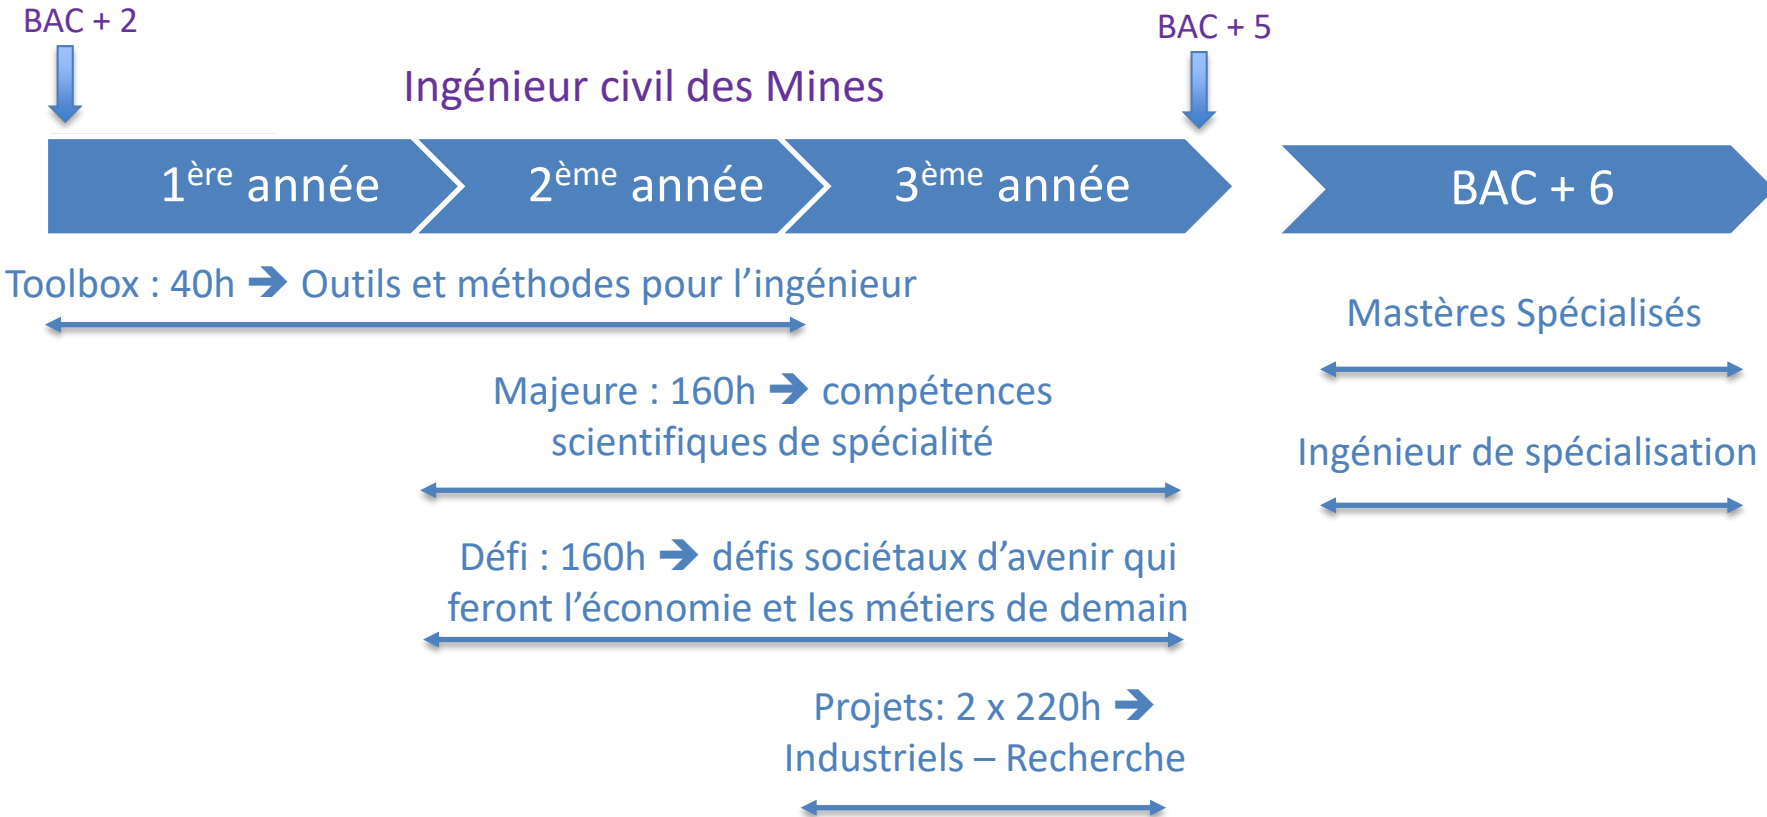 BAC + 2
BAC + 5
Ingénieur civil des Mines
1ère année
2ème année
3ème année
BAC + 6
Toolbox : 40h ➔ Outils et méthodes pour l’ingénieur
Mastères Spécialisés
Majeure : 160h ➔ compétences
scientifiques de spécialité
Ingénieur de spécialisation
Défi : 160h ➔ défis sociétaux d’avenir qui
feront l’économie et les métiers de demain
Projets: 2 x 220h ➔
Industriels – Recherche